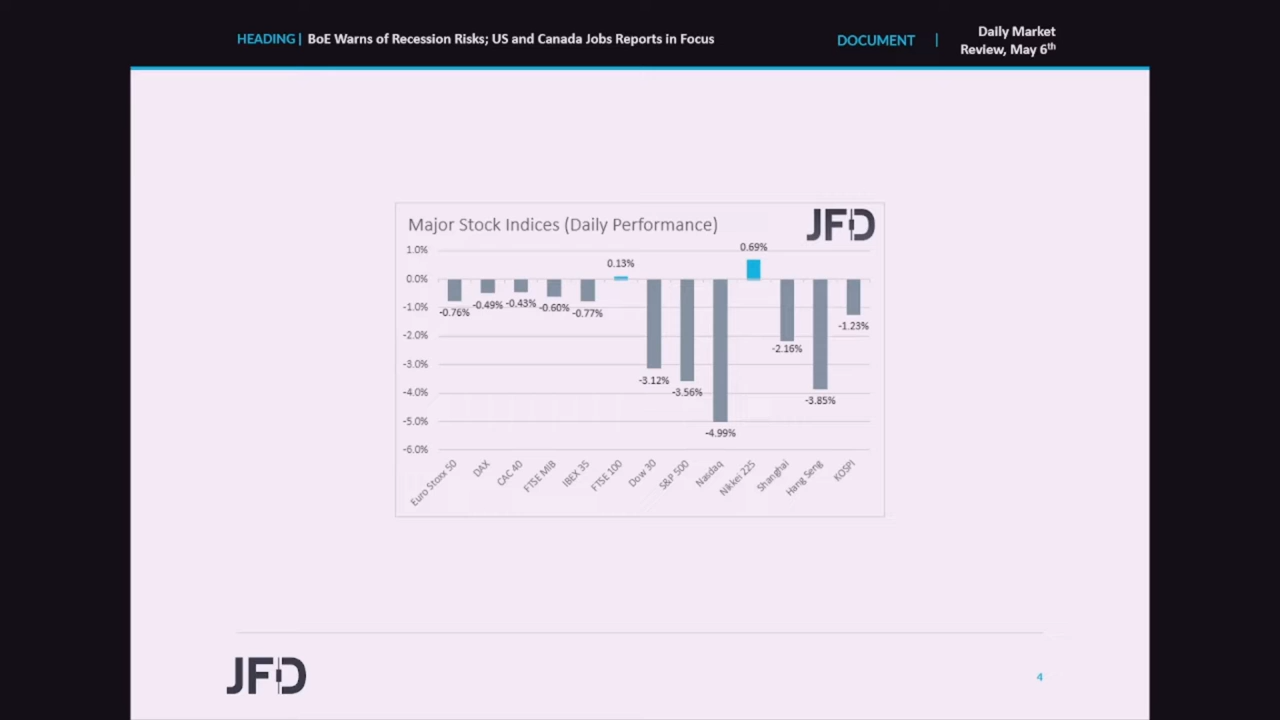 HEADING| BoE Warns of Recession Risks; US and Canada Jobs Reports in Focus
DOCUMENT |
Daily Market
Review, May 6th
Major Stock Indices (Daily Performance)
JFD
1.0%
0.0%
-1.0%
-2.0%
-3.0%
-4.0%
-5.0%
-6.0%
-0.76%
-0.49%
-0.43%
-0.60%
-0.77%
0.13%
-3.12%
-3.56%
-4.99%
0.69%
-2.16%
-3.85%
-1.23%
Euro Stoxx 50
DAX
CAC 40
FTSE MIB
IBEX 35
FTSE 100
Dow 30
S&P 500
Nasdaq
Nikkei 225
Shanghai
Hang Seng
KOSPI
JFD
4